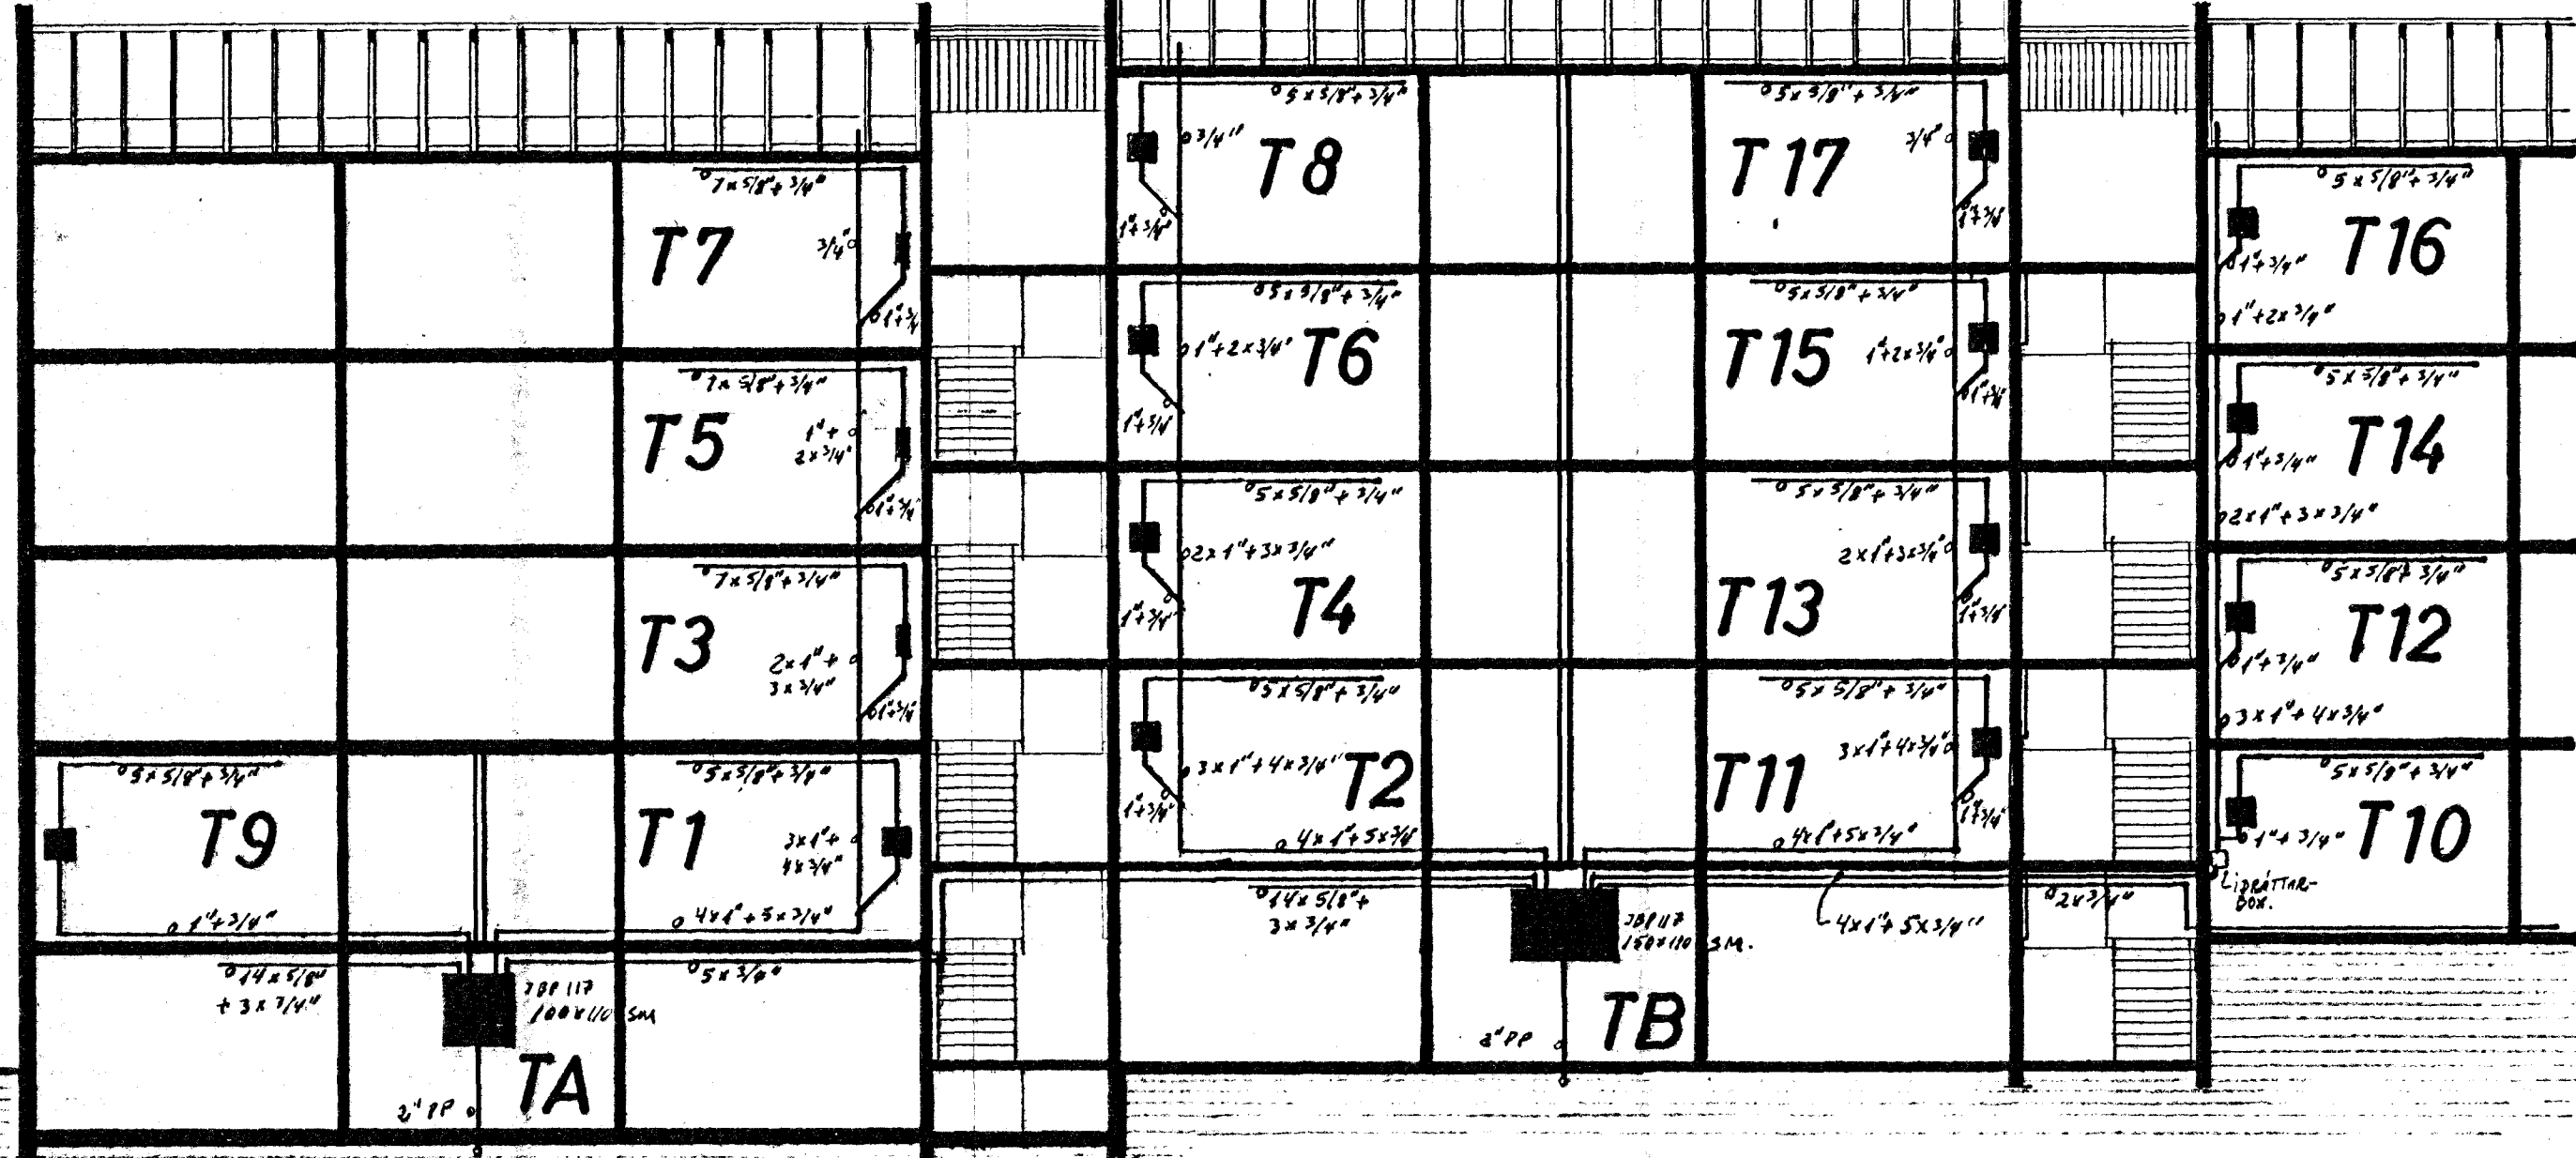 7x5/8"+3/4"
T7
3/4"
1"+3/4
7x5/8"+3/4"
T5
1"+
2x3/4"
1"+3/4"
7x5/8"+3/4"
T3
2x1"+
3x3/4"
1"+3/4"
5x5/8"+3/4"
T9
1"+3/4"
5x5/8"+3/4"
T1
3x1"+
4x3/4"
4x1"+5x3/4"
14x5/8"
+3x3/4"
100x110 SM
5x3/4"
TA
2" PP
5x5/8"+3/4"
3/4"
T8
1"+3/4"
5x5/8"+3/4"
1"+2x3/4"
T6
1"+3/4"
5x5/8"+3/4"
2x1"+3x3/4"
T4
1"+3/4"
5x5/8"+3/4"
3x1"+4x3/4"
T2
1"+3/4"
4x1"+5x3/4"
5x5/8"+3/4"
T17
3/4"
1"+3/4"
5x5/8"+3/4"
T15
1"+2x3/4"
1"+3/4"
5x5/8"+3/4"
T13
2x1"+3x3/4"
1"+3/4"
5x5/8"+3/4"
T11
3x1"+4x3/4"
1"+3/4"
4x1"+5x3/4"
14x5/8"+
3x3/4"
150x110 SM.
4x1"+5x3/4"
2x3/4"
TB
2" PP
5x5/8"+3/4"
T16
1"+3/4"
1"+2x3/4"
5x5/8"+3/4"
T14
1"+3/4"
2x1"+3x3/4"
5x5/8"+3/4"
T12
1"+3/4"
3x1"+4x3/4"
5x5/8"+3/4"
1"+3/4"
T10
BOX.